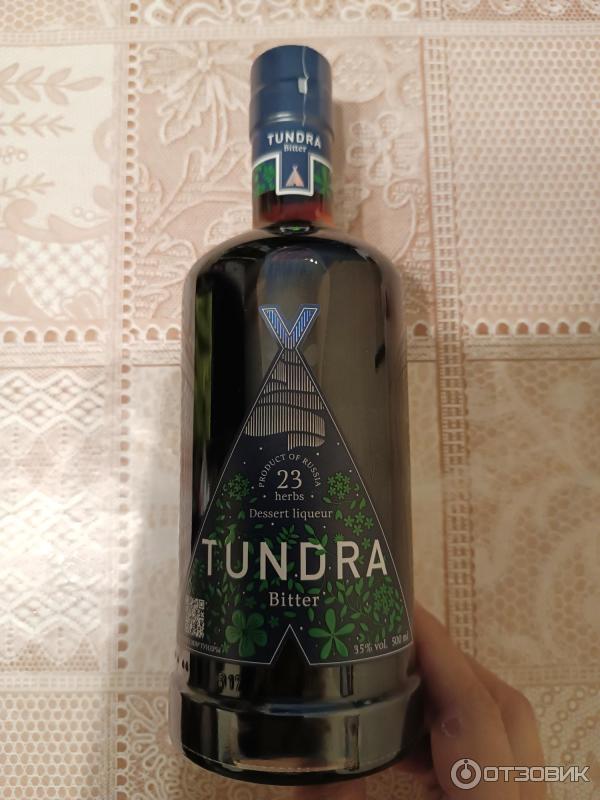 TUNDRA
Bitter
PRODUCT OF RUSSIA
23
herbs
Dessert liqueur
TUNDRA
Bitter
35% vol. 500 ml
ОТЗОВИК